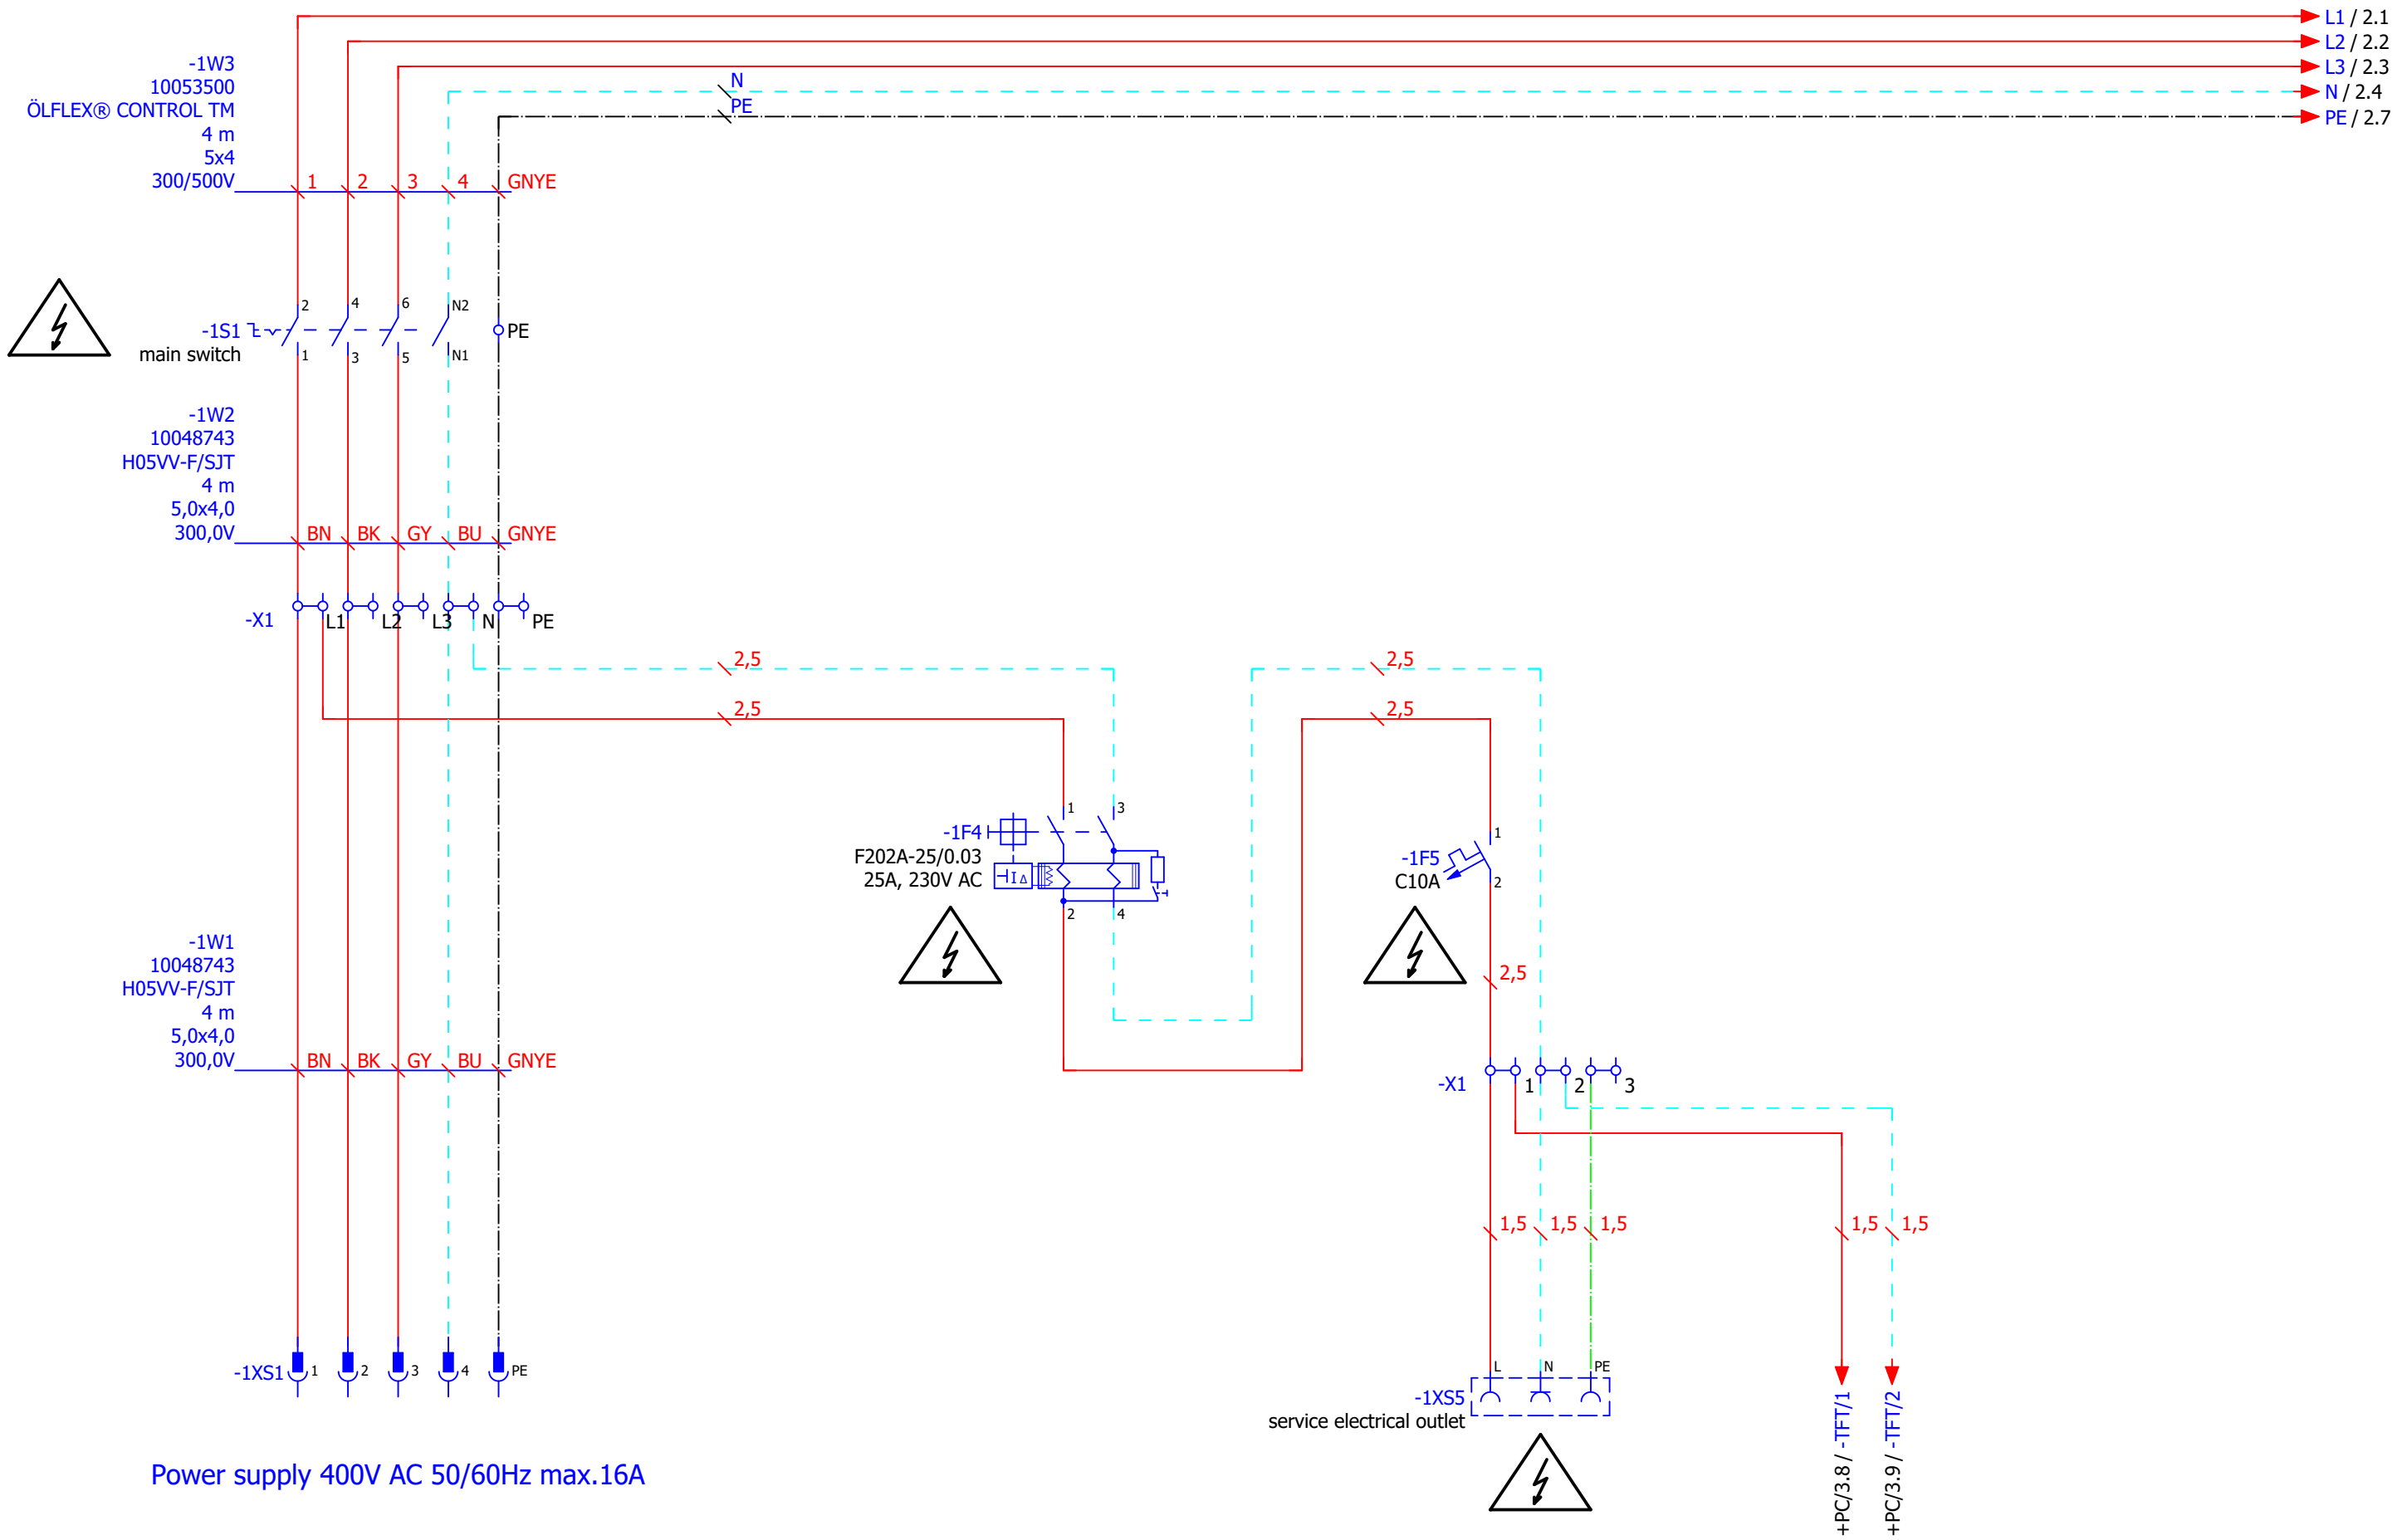 L1 / 2.1
L2 / 2.2
L3 / 2.3
N
N / 2.4
PE
PE / 2.7
-1W3
10053500
ÖLFLEX® CONTROL TM
4 m
5x4
300/500V
1 2 3 4 GNYE
2 4 6 N2
-1S1
main switch
PE
1 3 5 N1
-1W2
10048743
H05VV-F/SJT
4 m
5,0x4,0
300,0V
BN BK GY BU GNYE
-X1 L1 L2 L3 N PE
2,5 2,5
2,5 2,5
1 3
-1F4
F202A-25/0.03
25A, 230V AC
I Δ
2 4
1
-1F5
C10A
2
2,5
-1W1
10048743
H05VV-F/SJT
4 m
5,0x4,0
300,0V
BN BK GY BU GNYE
-X1 1 2 3
1,5 1,5 1,5 1,5 1,5
-1XS1 1 2 3 4 PE
L N PE
-1XS5
service electrical outlet
+PC/3.8 / -TFT/1
+PC/3.9 / -TFT/2
Power supply 400V AC 50/60Hz max.16A